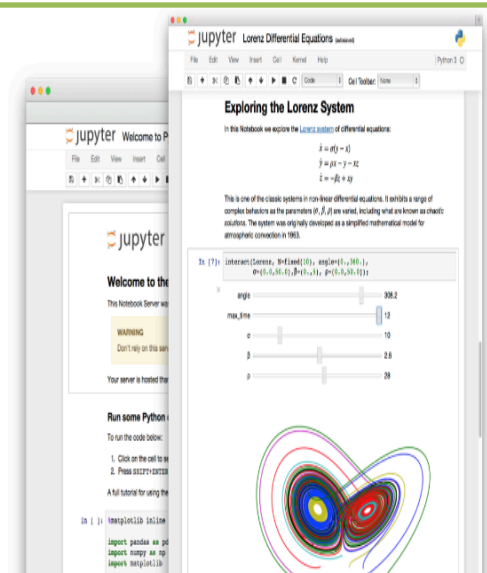 jupyter Lorenz Differential Equations (autosaved)
File Edit View Insert Cell Kernel Help Python 3
Code Cell Toolbar: None
Exploring the Lorenz System
In this Notebook we explore the Lorenz system of differential equations:
ẋ = σ(y − x)
ẏ = ρx − y − xz
ż = −βz + xy
This is one of the classic systems in non-linear differential equations. It exhibits a range of
complex behaviors as the parameters (σ, β, ρ) are varied, including what are known as chaotic
solutions. The system was originally developed as a simplified mathematical model for
atmospheric convection in 1963.
In [7]: interact(Lorenz, N=fixed(10), angle=(0.,360.),
σ=(0.0,50.0),β=(0.,5), ρ=(0.0,50.0));
angle 308.2
max_time 12
σ 10
β 2.6
ρ 28
jupyter Welcome to P
File Edit View Insert Cell
jupyter
Welcome to the
This Notebook Server was
WARNING
Don't rely on this serv
Your server is hosted than
Run some Python
To run the code below:
1. Click on the cell to se
2. Press SHIFT+ENTER
A full tutorial for using the
In [ ]: %matplotlib inline
import pandas as pd
import numpy as np
import matplotlib